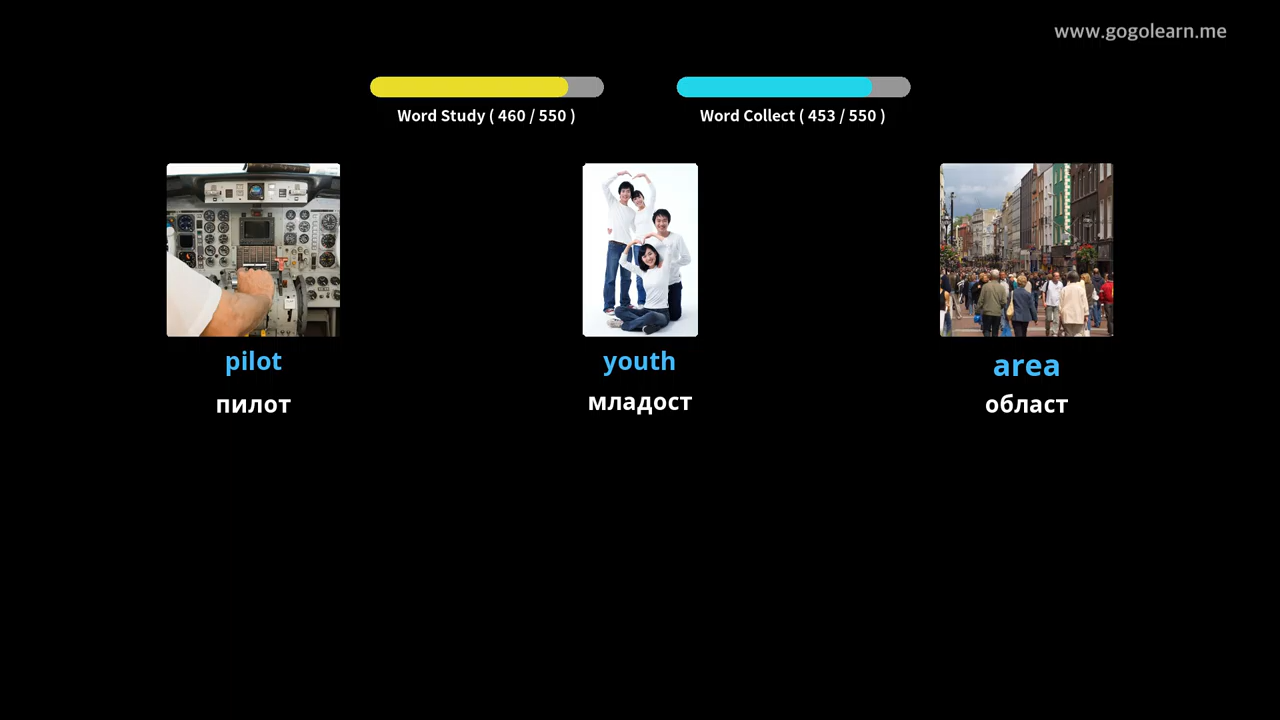 www.gogolearn.me
Word Study ( 460 / 550 )
Word Collect ( 453 / 550 )
pilot
youth
area
пилот
младост
област